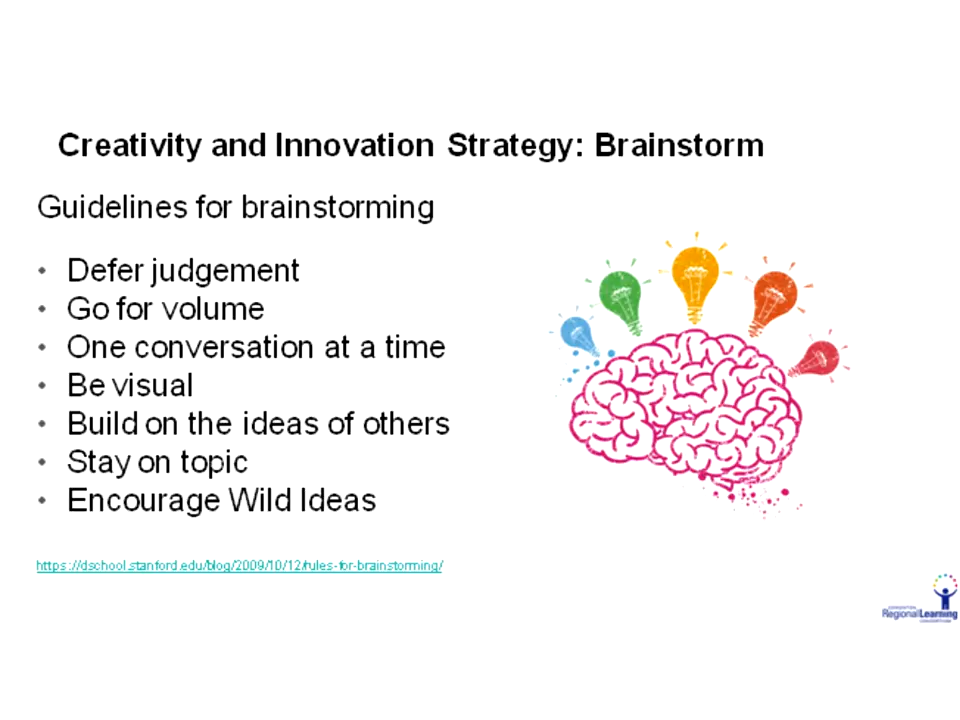 Creativity and Innovation Strategy: Brainstorm
Guidelines for brainstorming
• Defer judgement
• Go for volume
• One conversation at a time
• Be visual
• Build on the ideas of others
• Stay on topic
• Encourage Wild Ideas
https://dschool.stanford.edu/blog/2009/10/12/rules-for-brainstorming/
RegionalLearning